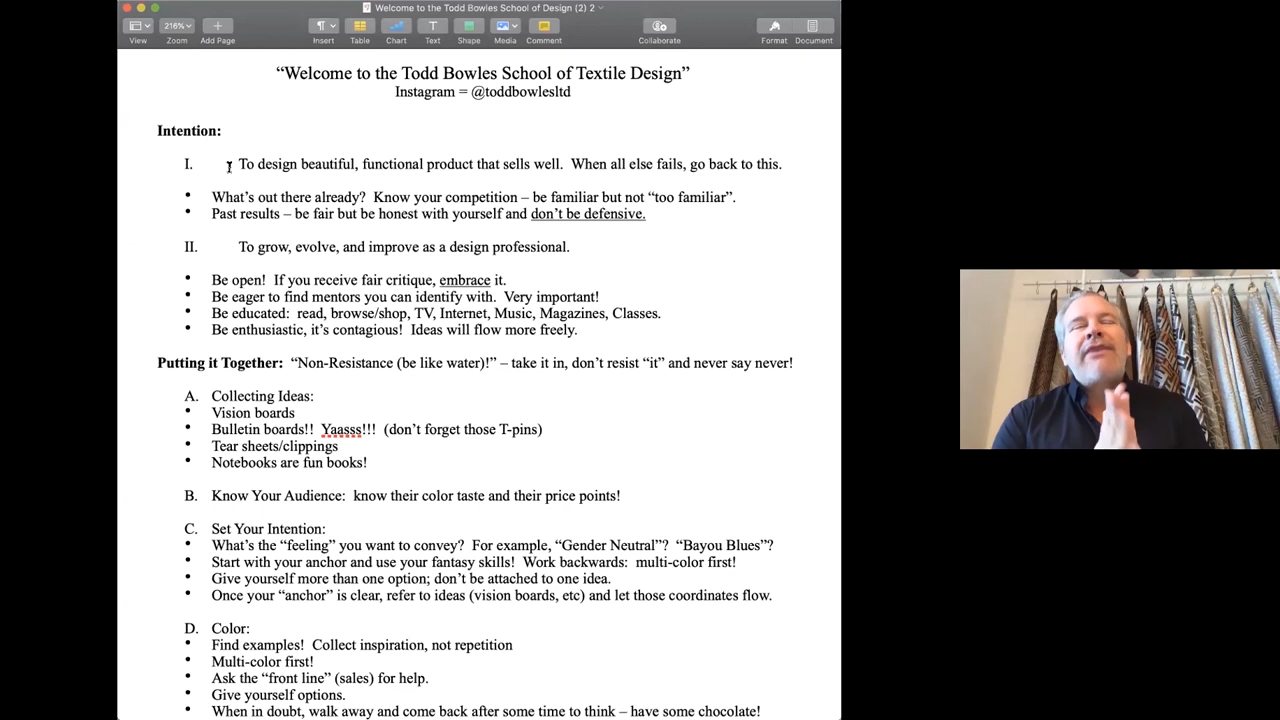 Welcome to the Todd Bowles School of Design (2) 2
216%
View Zoom Add Page Insert Table Chart Text Shape Media Comment Collaborate Format Document
“Welcome to the Todd Bowles School of Textile Design”
Instagram = @toddbowlesltd
Intention:
I. To design beautiful, functional product that sells well. When all else fails, go back to this.
• What’s out there already? Know your competition – be familiar but not “too familiar”.
• Past results – be fair but be honest with yourself and don’t be defensive.
II. To grow, evolve, and improve as a design professional.
• Be open! If you receive fair critique, embrace it.
• Be eager to find mentors you can identify with. Very important!
• Be educated: read, browse/shop, TV, Internet, Music, Magazines, Classes.
• Be enthusiastic, it’s contagious! Ideas will flow more freely.
Putting it Together: “Non-Resistance (be like water)!” – take it in, don’t resist “it” and never say never!
A. Collecting Ideas:
• Vision boards
• Bulletin boards!! Yaasss!!! (don’t forget those T-pins)
• Tear sheets/clippings
• Notebooks are fun books!
B. Know Your Audience: know their color taste and their price points!
C. Set Your Intention:
• What’s the “feeling” you want to convey? For example, “Gender Neutral”? “Bayou Blues”?
• Start with your anchor and use your fantasy skills! Work backwards: multi-color first!
• Give yourself more than one option; don’t be attached to one idea.
• Once your “anchor” is clear, refer to ideas (vision boards, etc) and let those coordinates flow.
D. Color:
• Find examples! Collect inspiration, not repetition
• Multi-color first!
• Ask the “front line” (sales) for help.
• Give yourself options.
• When in doubt, walk away and come back after some time to think – have some chocolate!